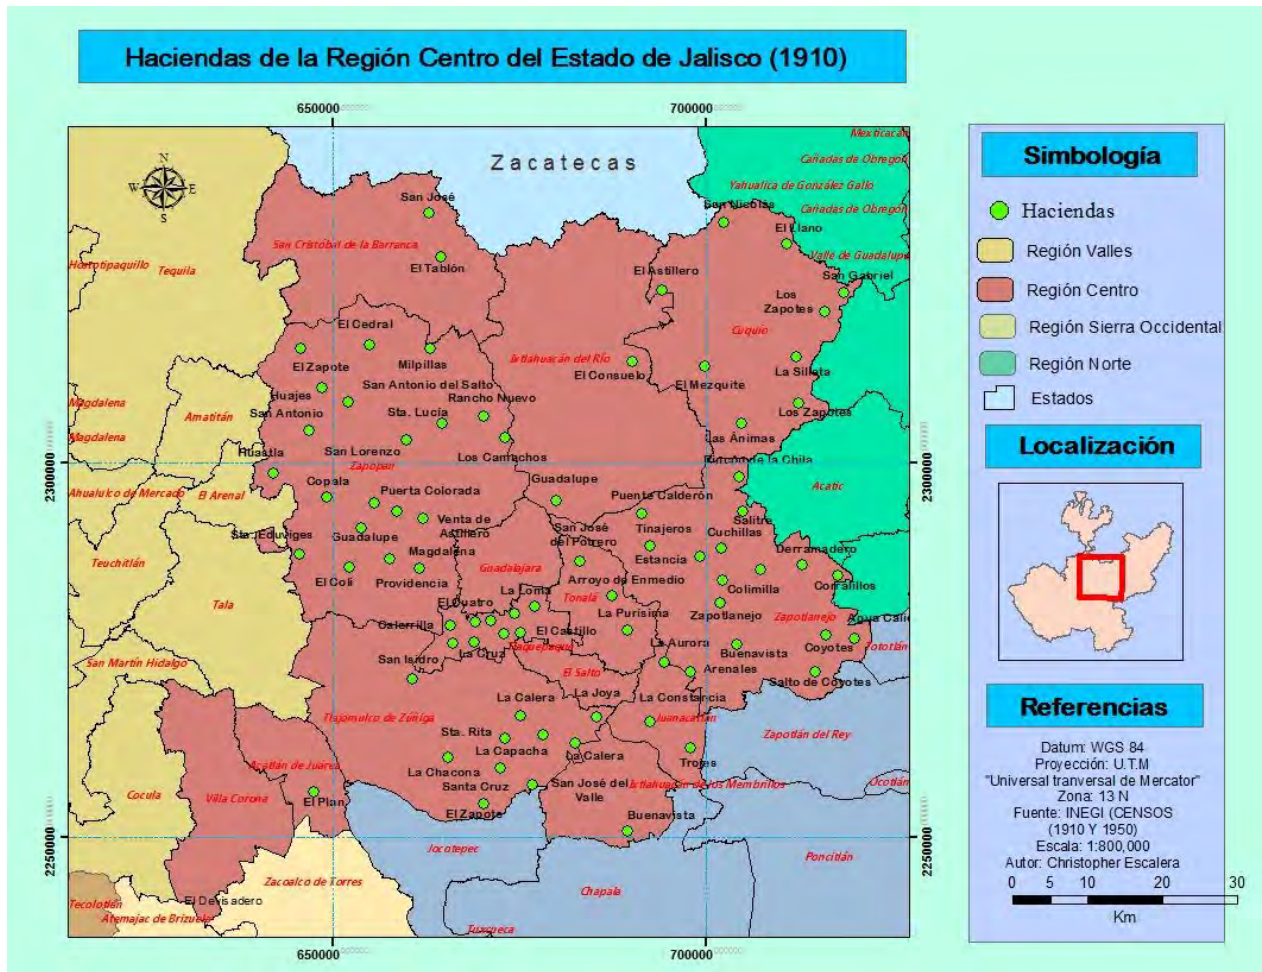 Haciendas de la Región Centro del Estado de Jalisco (1910)
650000
700000
Zacatecas
N
W
E
S
Mexticacán
Cañadas de Obregón
Yahualica de González Gallo
Cañadas de Obregón
San Nicolás
San José
San Cristóbal de la Barranca
El Llano
Valle de Guadalupe
Hostotipaquillo
Tequila
El Tablón
El Astillero
San Gabriel
Los
Zapotes
El Cedral
Cuquío
Ixtlahuacán del Río
El Zapote
Milpillas
El Consuelo
La Silleta
San Antonio del Salto
El Mezquite
Huajes
Rancho Nuevo
Magdalena
Amatitán
San Antonio
Sta. Lucía
Los Zapotes
Magdalena
Las Ánimas
Huastla
San Lorenzo
Los Camachos
Rincón de la Chila
Zapopan
2300000
2300000
Copala
Guadalupe
Acatic
Ahualulco de Mercado
El Arenal
Puerta Colorada
Puente Calderón
Venta de
Astillero
San José
del Potrero
Tinajeros
Salitre
Cuchillas
Sta. Eduviges
Guadalupe
Derramadero
Teuchitlán
Magdalena
Guadalajara
Estancia
El Coli
Providencia
Arroyo de Enmedio
Corralillos
Colimilla
Tala
La Loma
Tonalá
El Cuatro
La Purísima
Zapotlanejo
Zapotlanejo
Agua Calie
Calerrilla
El Castillo
La Aurora
Tlaquepaque
Buenavista
Coyotes
Tototlán
San Martín Hidalgo
San Isidro
La Cruz
El Salto
Arenales
Salto de Coyotes
La Calera
La Joya
La Constancia
Tlajomulco de Zúñiga
Juanacatlán
Sta. Rita
Zapotlán del Rey
La Capacha
La Calera
Trojes
Acatlán de Juárez
La Chacona
Santa Cruz
San José del
Valle
Ixtlahuacán de los Membrillos
Ocotlán
Cocula
Villa Corona
El Plan
El Zapote
Buenavista
2250000
2250000
Jocotepec
Poncitlán
Zacoalco de Torres
Chapala
El Devisadero
Tecolotlán
Atemajac de Brizuela
Tuxcueca
650000
700000
Simbología
Haciendas
Región Valles
Región Centro
Región Sierra Occidental
Región Norte
Estados
Localización
Referencias
Datum: WGS 84
Proyección: U.T.M
"Universal tranversal de Mercator"
Zona: 13 N
Fuente: INEGI (CENSOS
(1910 Y 1950)
Escala: 1:800,000
Autor: Christopher Escalera
0 5 10 20 30
Km